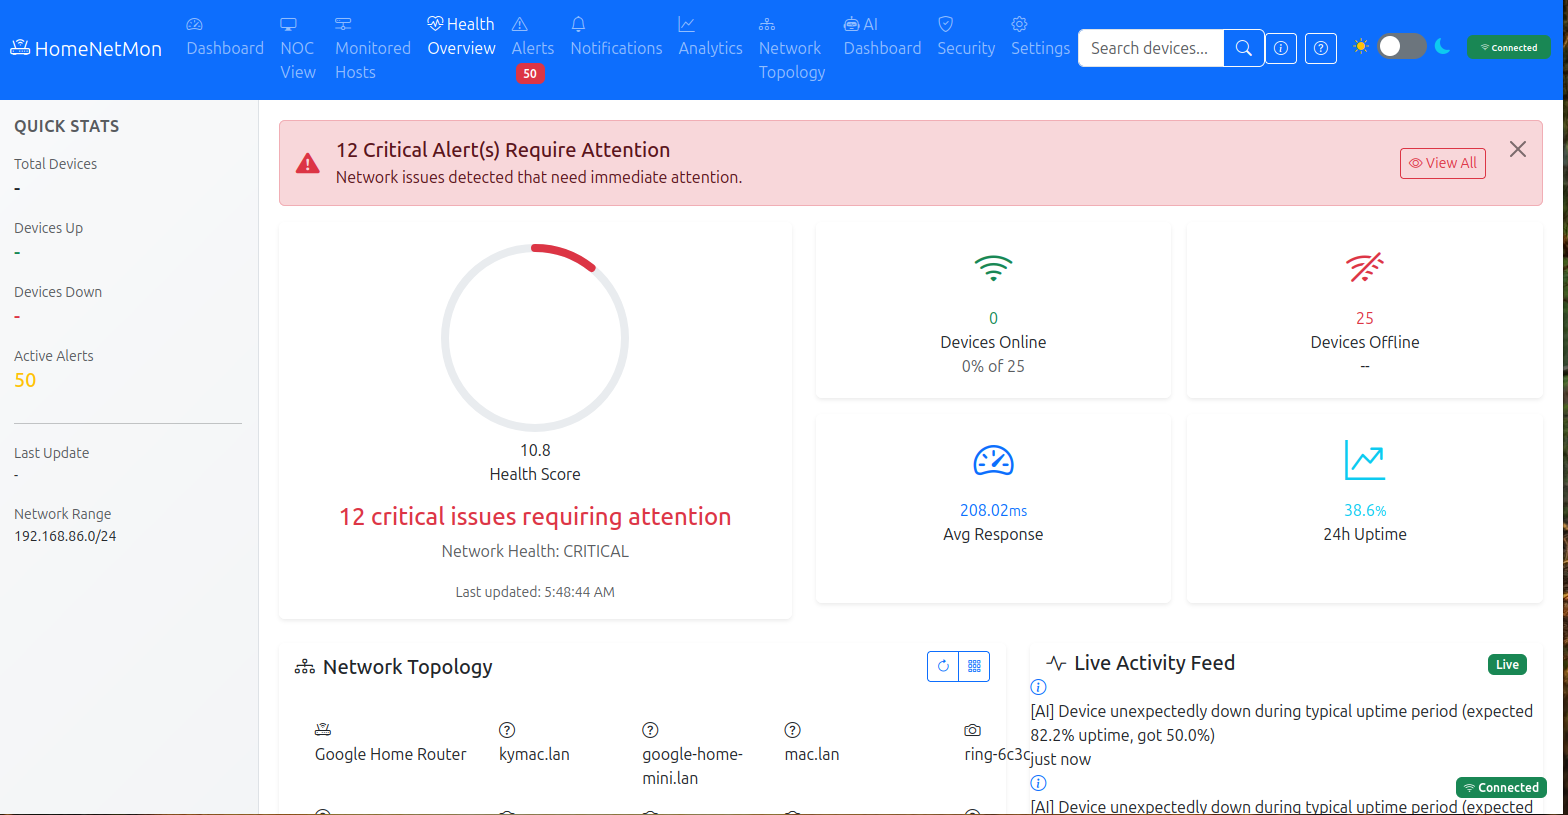 HomeNetMon
Dashboard
NOC
View
Monitored
Hosts
Health
Overview
Alerts
50
Notifications
Analytics
Network
Topology
AI
Dashboard
Security
Settings
Search devices...
Connected
QUICK STATS
Total Devices
-
Devices Up
-
Devices Down
-
Active Alerts
50
Last Update
-
Network Range
192.168.86.0/24
12 Critical Alert(s) Require Attention
Network issues detected that need immediate attention.
View All
10.8
Health Score
12 critical issues requiring attention
Network Health: CRITICAL
Last updated: 5:48:44 AM
0
Devices Online
0% of 25
25
Devices Offline
--
208.02ms
Avg Response
38.6%
24h Uptime
Network Topology
Google Home Router
kymac.lan
google-home-
mini.lan
mac.lan
ring-6c3c
Live Activity Feed
Live
[AI] Device unexpectedly down during typical uptime period (expected
82.2% uptime, got 50.0%)
just now
Connected
[AI] Device unexpectedly down during typical uptime period (expected